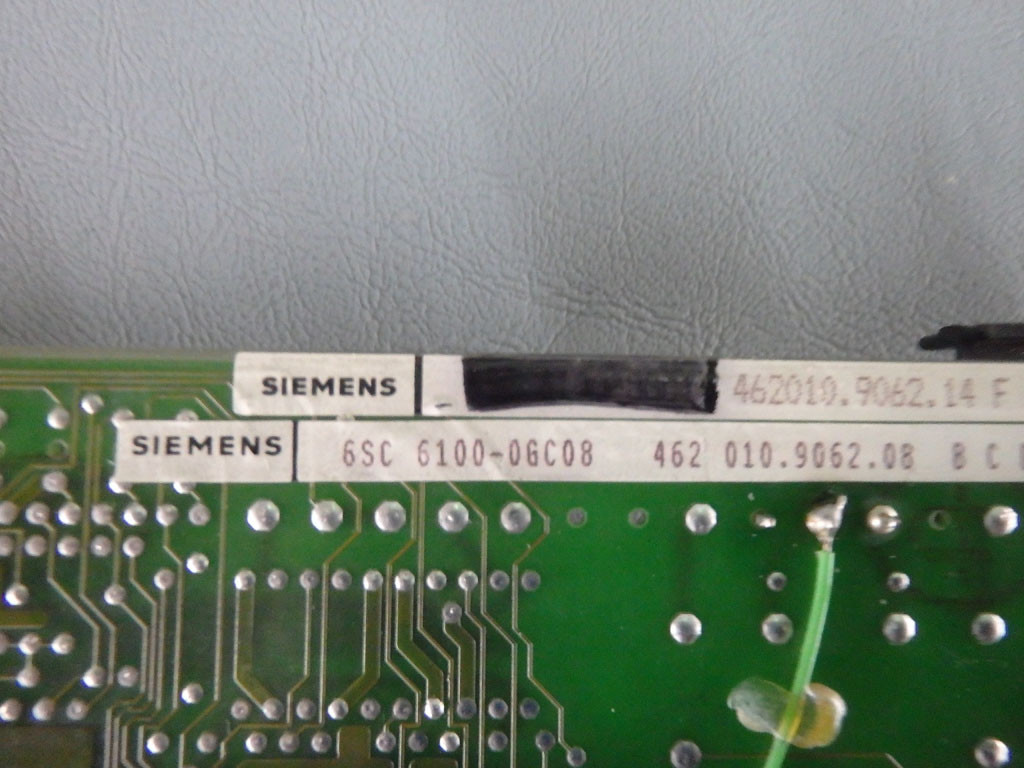 SIEMENS 462010.9062.14 F
SIEMENS 6SC 6100-0GC08 462 010.9062.08 B C